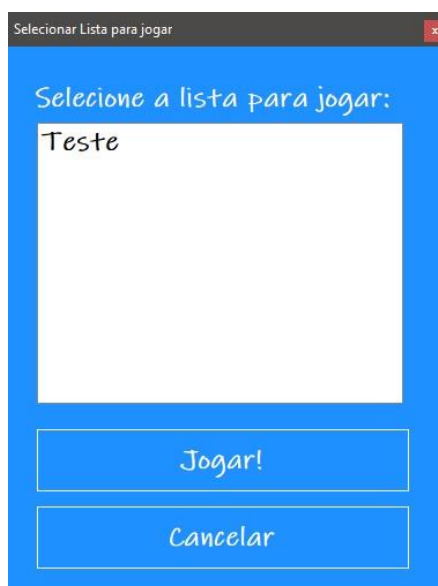 Selecionar Lista para jogar
x
Selecione a lista para jogar:
Teste
Jogar!
Cancelar